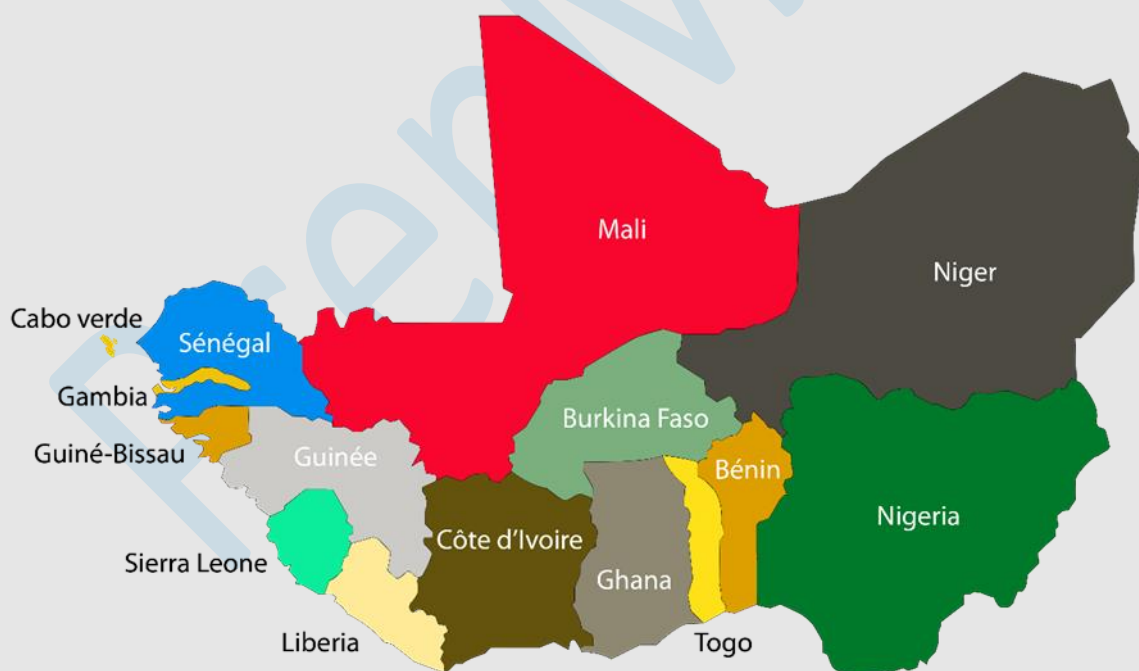 Mali
Niger
Cabo verde
Sénégal
Gambia
Burkina Faso
Guiné-Bissau
Guinée
Bénin
Nigeria
Côte d’Ivoire
Sierra Leone
Ghana
Liberia
Togo